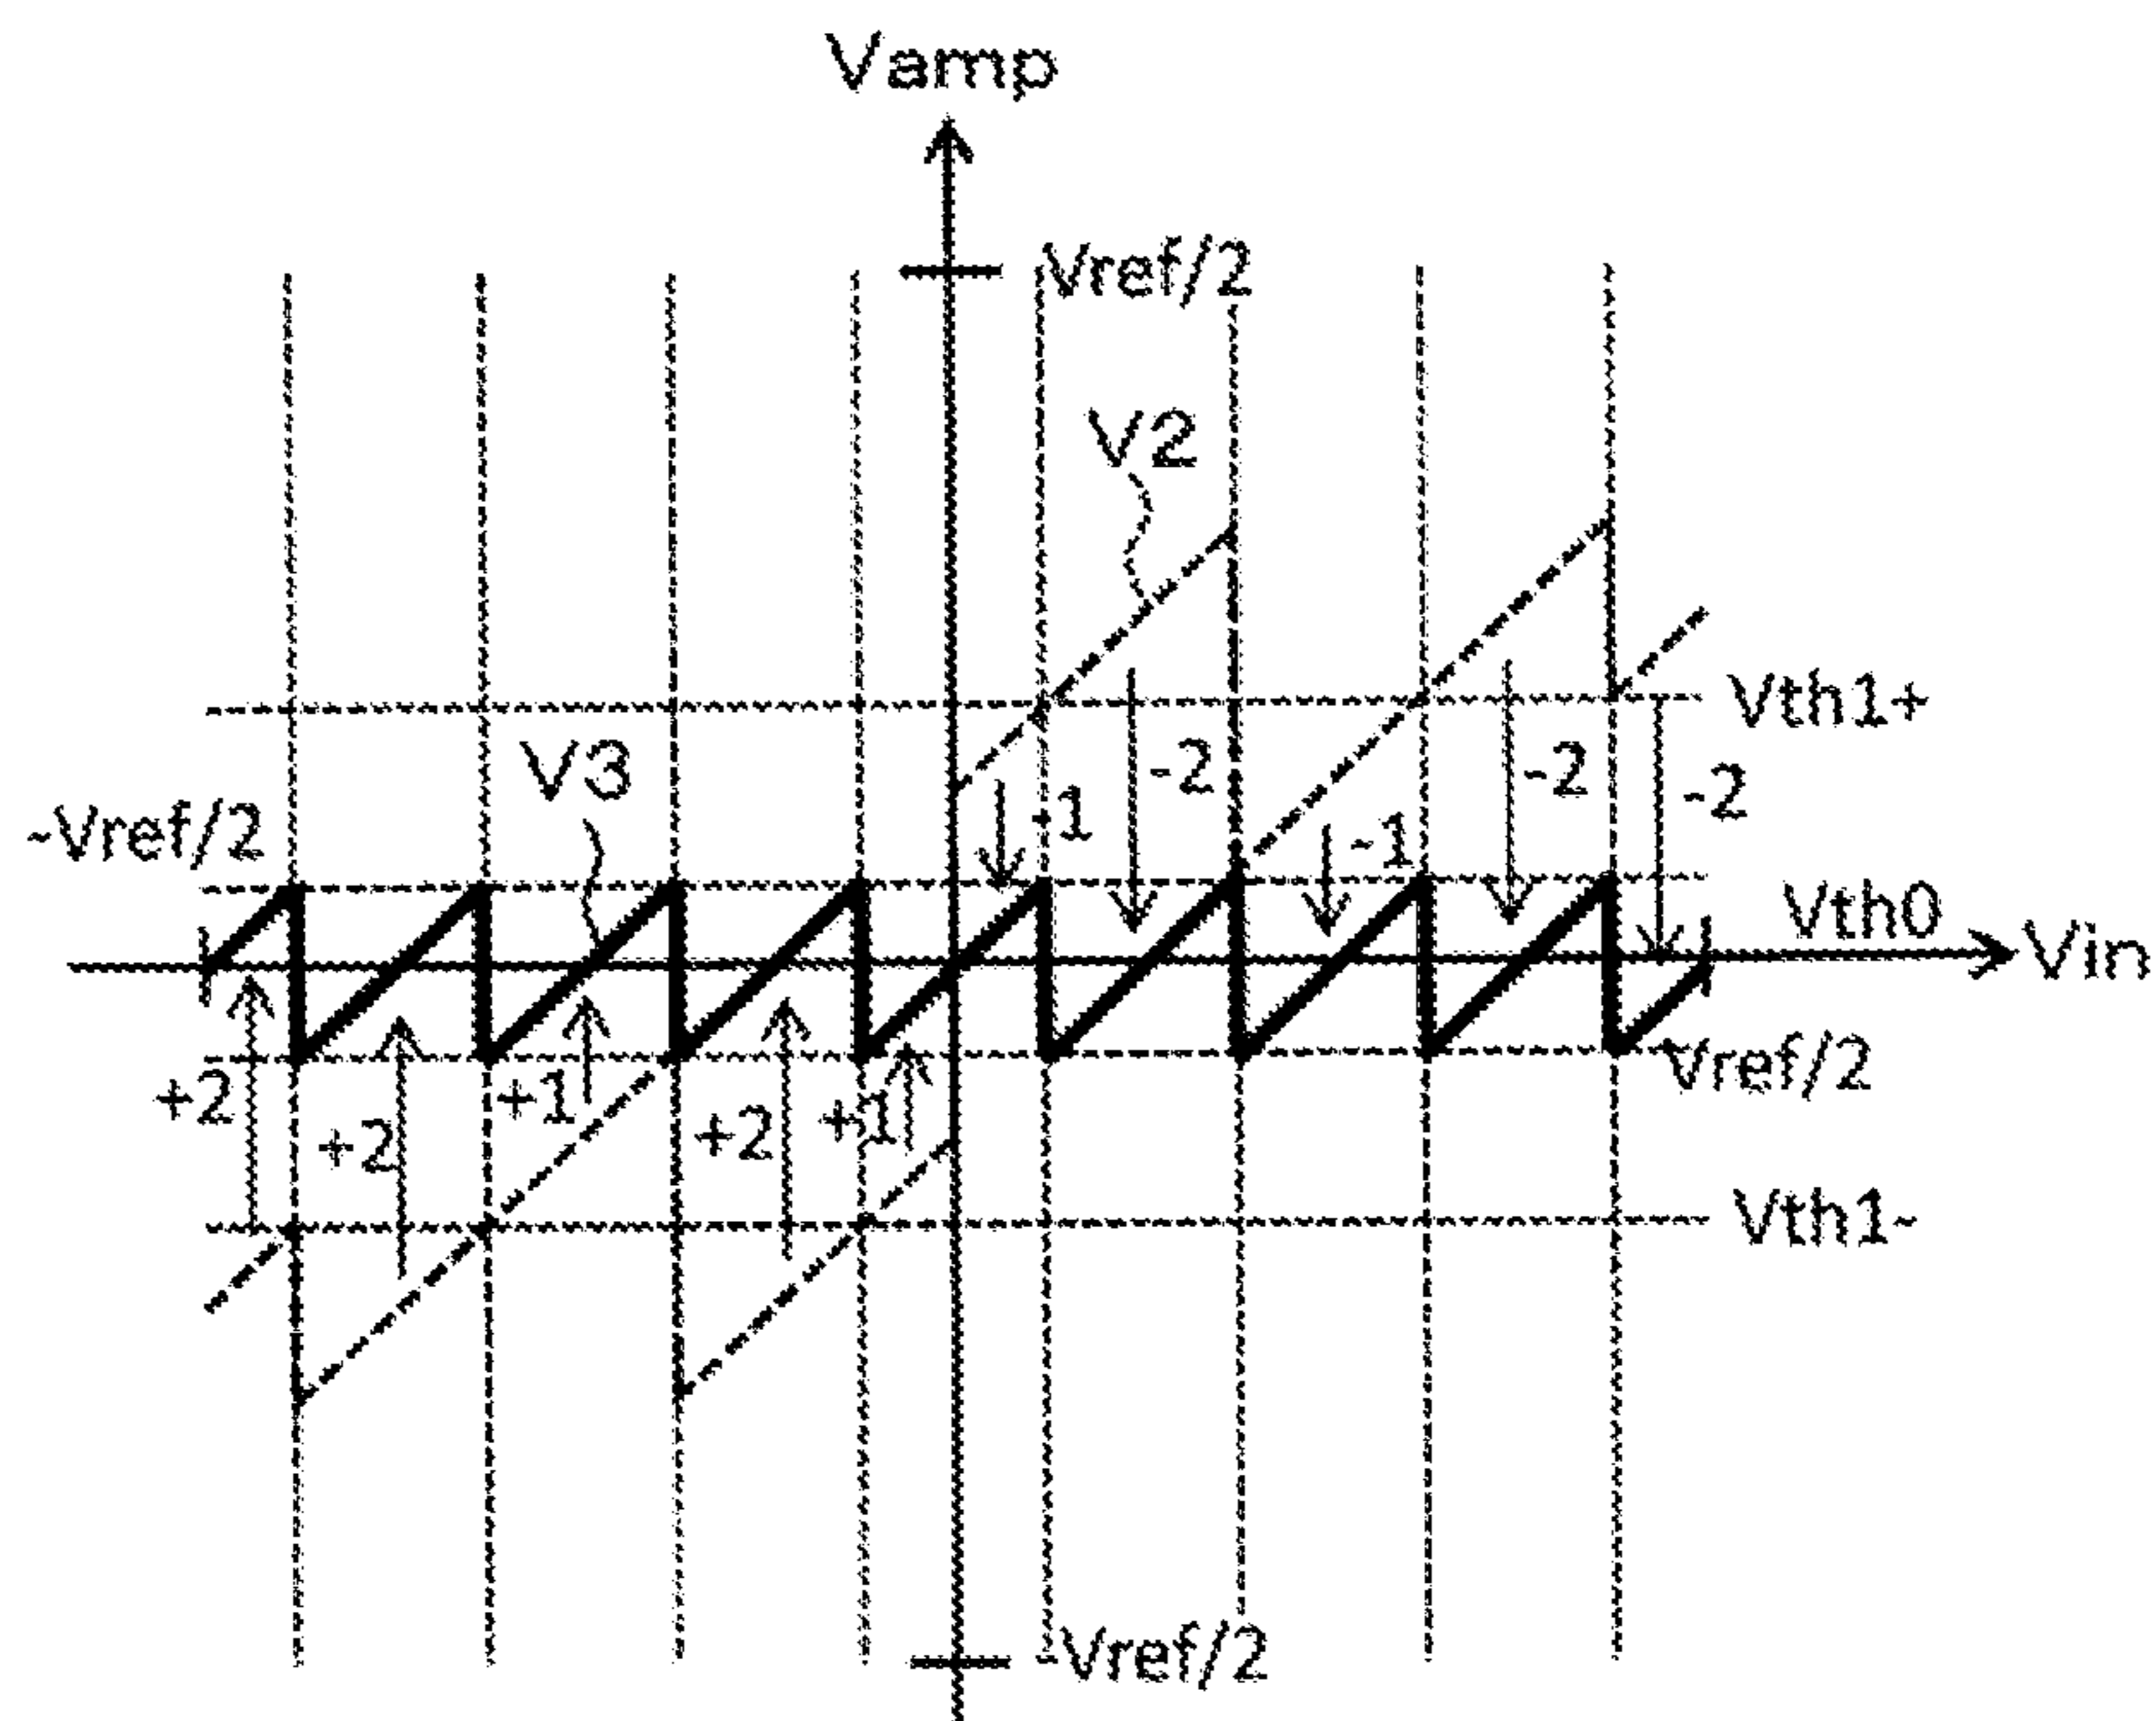 Vamp
Vref/2
V2
Vth1+
V3
-2
-2
-2
-Vref/2
-1
-1
Vth0
Vin
+2
+2
+1
+2
+1
Vref/2
Vth1-
-Vref/2